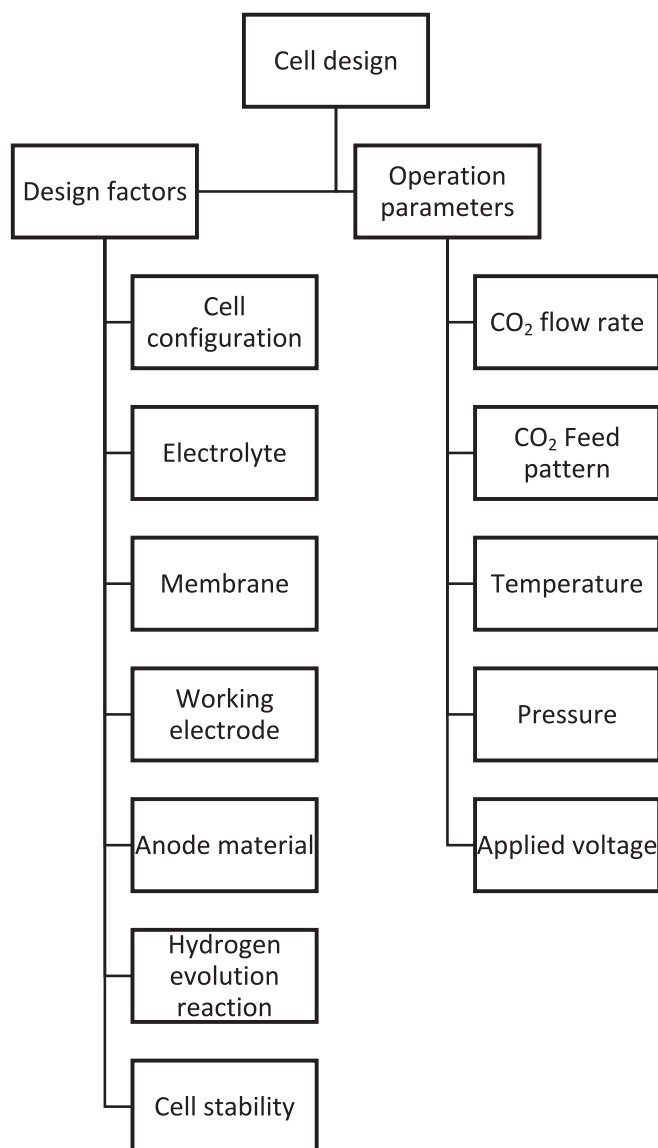 Cell design
Design factors
Operation
parameters
Cell
configuration
Electrolyte
Membrane
Working
electrode
Anode material
Hydrogen
evolution
reaction
Cell stability
CO₂ flow rate
CO₂ Feed
pattern
Temperature
Pressure
Applied voltage